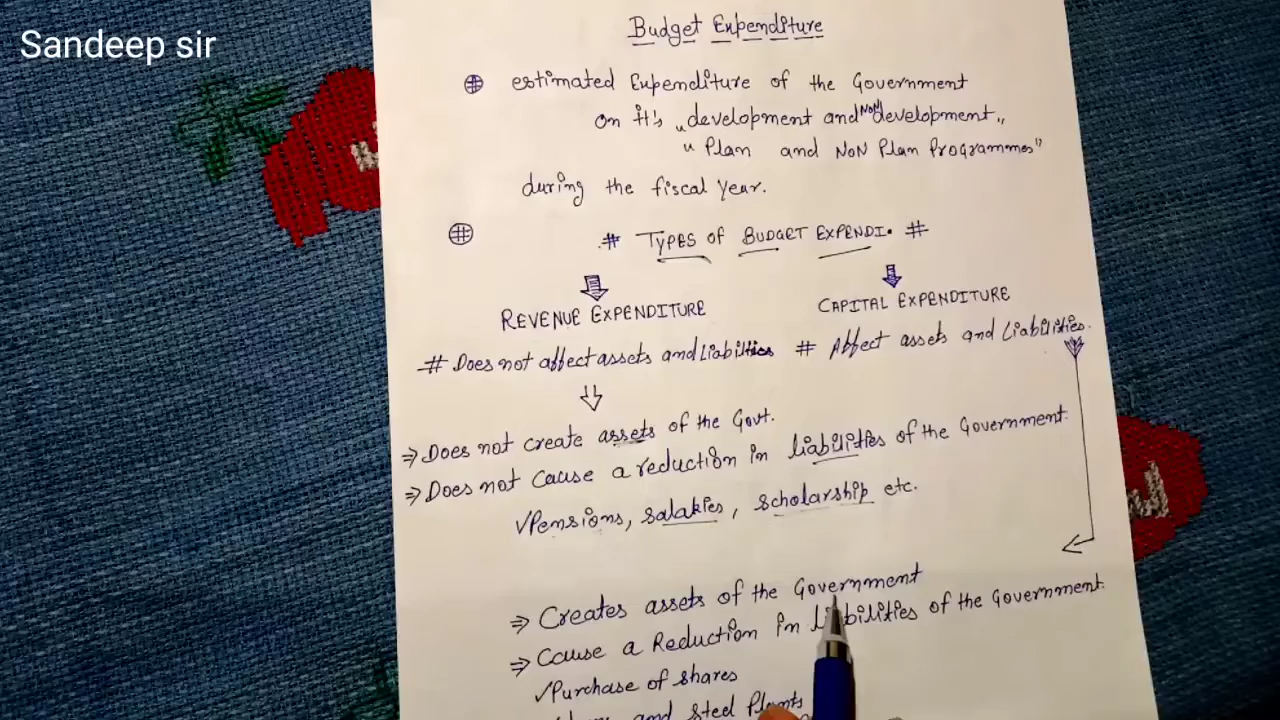 Sandeep sir
Budget Expenditure
estimated Expenditure of the Government
on it's "development and Non development"
" Plan and Non Plan Programmes"
during the fiscal year.
# TYPES of BUDGET EXPENDI. #
REVENUE EXPENDITURE
CAPITAL EXPENDITURE
# Does not affect assets and Liabilities
# Affect assets and Liabilities.
⇒ Does not create assets of the Govt.
⇒ Does not cause a reduction in liabilities of the Government.
✓Pensions, salaries, scholarship etc.
⇒ Creates assets of the Government
⇒ Cause a Reduction in liabilities of the Government.
✓Purchase of shares
and Steel Plants